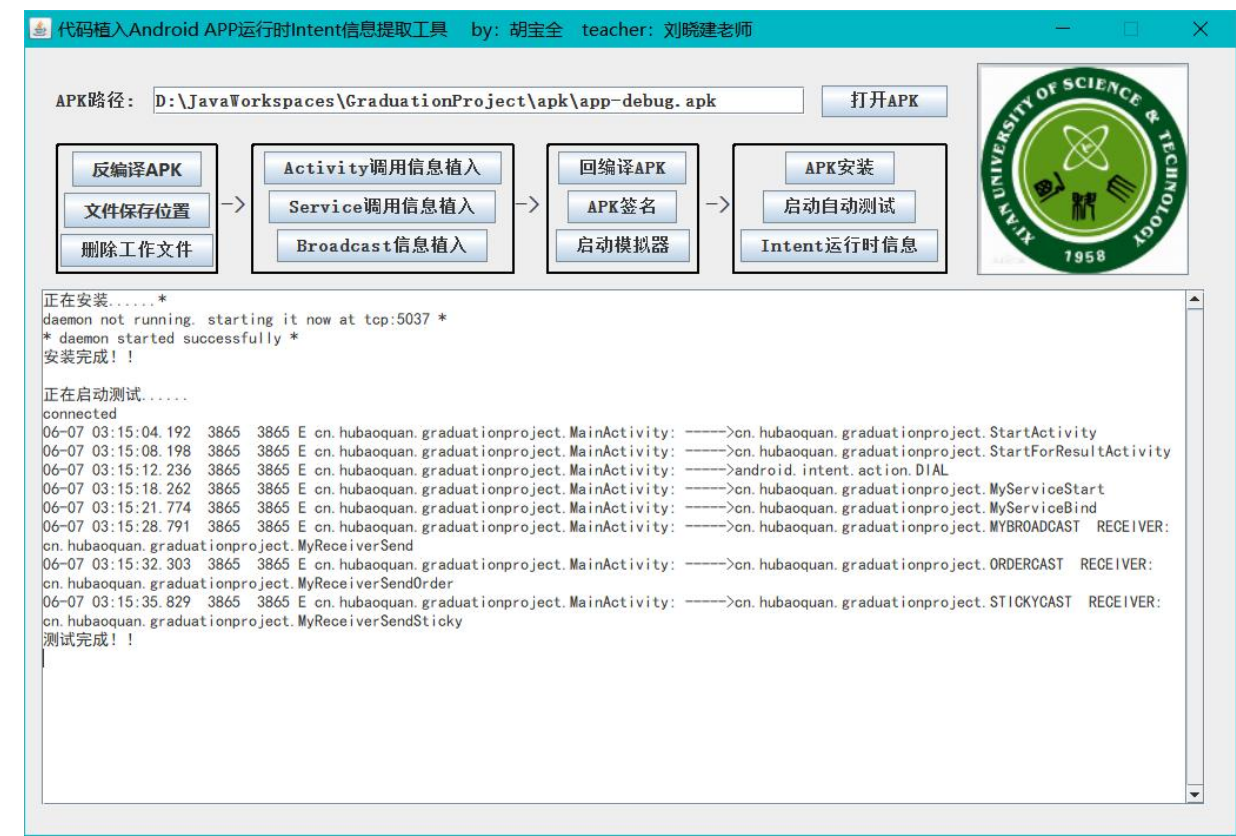 代码植入Android APP运行时Intent信息提取工具 by: 胡宝全 teacher: 刘晓建老师
APK路径: D:\JavaWorkspaces\GraduationProject\apk\app-debug.apk 打开APK
反编译APK
文件保存位置
删除工作文件
->
Activity调用信息植入
Service调用信息植入
Broadcast信息植入
->
回编译APK
APK签名
启动模拟器
->
APK安装
启动自动测试
Intent运行时信息
XI'AN UNIVERSITY OF SCIENCE & TECHNOLOGY
1958
正在安装......*
daemon not running. starting it now at tcp:5037 *
* daemon started successfully *
安装完成！！
正在启动测试......
connected
06-07 03:15:04.192 3865 3865 E cn.hubaoquan.graduationproject.MainActivity: ----->cn.hubaoquan.graduationproject.StartActivity
06-07 03:15:08.198 3865 3865 E cn.hubaoquan.graduationproject.MainActivity: ----->cn.hubaoquan.graduationproject.StartForResultActivity
06-07 03:15:12.236 3865 3865 E cn.hubaoquan.graduationproject.MainActivity: ----->android.intent.action.DIAL
06-07 03:15:18.262 3865 3865 E cn.hubaoquan.graduationproject.MainActivity: ----->cn.hubaoquan.graduationproject.MyServiceStart
06-07 03:15:21.774 3865 3865 E cn.hubaoquan.graduationproject.MainActivity: ----->cn.hubaoquan.graduationproject.MyServiceBind
06-07 03:15:28.791 3865 3865 E cn.hubaoquan.graduationproject.MainActivity: ----->cn.hubaoquan.graduationproject.MYBROADCAST RECEIVER:
cn.hubaoquan.graduationproject.MyReceiverSend
06-07 03:15:32.303 3865 3865 E cn.hubaoquan.graduationproject.MainActivity: ----->cn.hubaoquan.graduationproject.ORDERCAST RECEIVER:
cn.hubaoquan.graduationproject.MyReceiverSendOrder
06-07 03:15:35.829 3865 3865 E cn.hubaoquan.graduationproject.MainActivity: ----->cn.hubaoquan.graduationproject.STICKYCAST RECEIVER:
cn.hubaoquan.graduationproject.MyReceiverSendSticky
测试完成！！